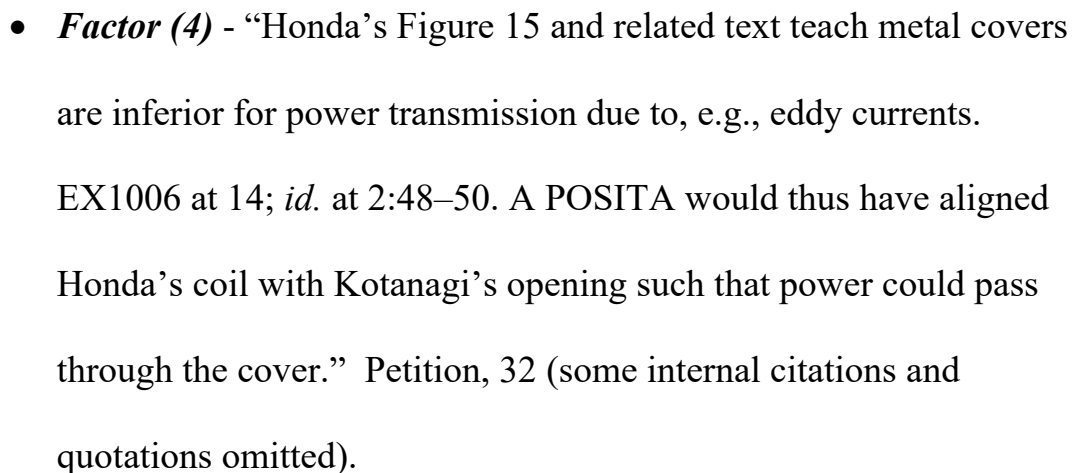 • Factor (4) - “Honda’s Figure 15 and related text teach metal covers
are inferior for power transmission due to, e.g., eddy currents.
EX1006 at 14; id. at 2:48–50. A POSITA would thus have aligned
Honda’s coil with Kotanagi’s opening such that power could pass
through the cover.”  Petition, 32 (some internal citations and
quotations omitted).